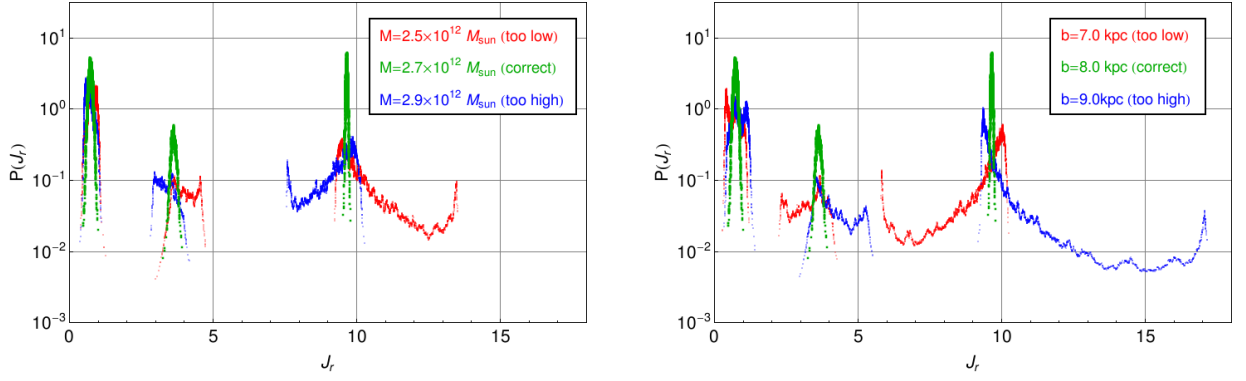 M=2.5×10^12 M_sun (too low)
M=2.7×10^12 M_sun (correct)
M=2.9×10^12 M_sun (too high)
P(J_r)
10^1
10^0
10^-1
10^-2
10^-3
0 5 10 15
J_r
b=7.0 kpc (too low)
b=8.0 kpc (correct)
b=9.0kpc (too high)
P(J_r)
10^1
10^0
10^-1
10^-2
10^-3
0 5 10 15
J_r